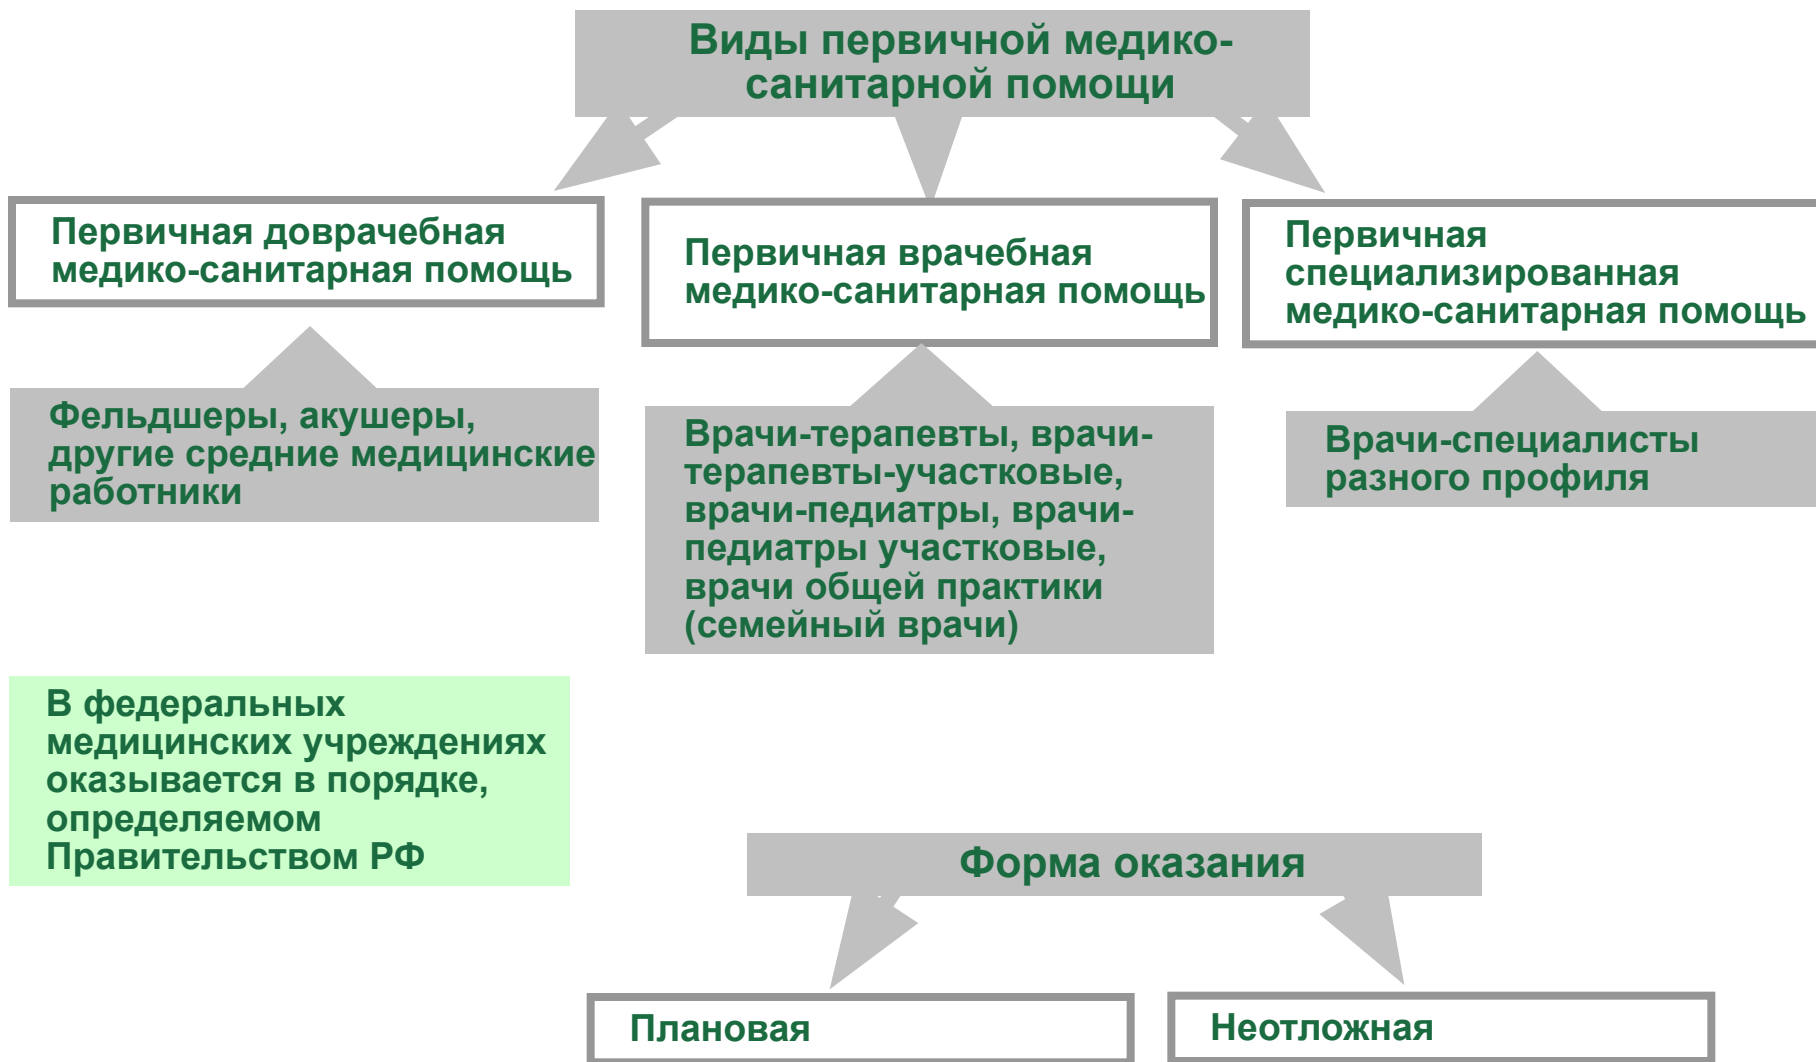 Виды первичной медико-
санитарной помощи
Первичная доврачебная
медико-санитарная помощь
Первичная врачебная
медико-санитарная помощь
Первичная
специализированная
медико-санитарная помощь
Фельдшеры, акушеры,
другие средние медицинские
работники
Врачи-терапевты, врачи-
терапевты-участковые,
врачи-педиатры, врачи-
педиатры участковые,
врачи общей практики
(семейный врачи)
Врачи-специалисты
разного профиля
В федеральных
медицинских учреждениях
оказывается в порядке,
определяемом
Правительством РФ
Форма оказания
Плановая
Неотложная